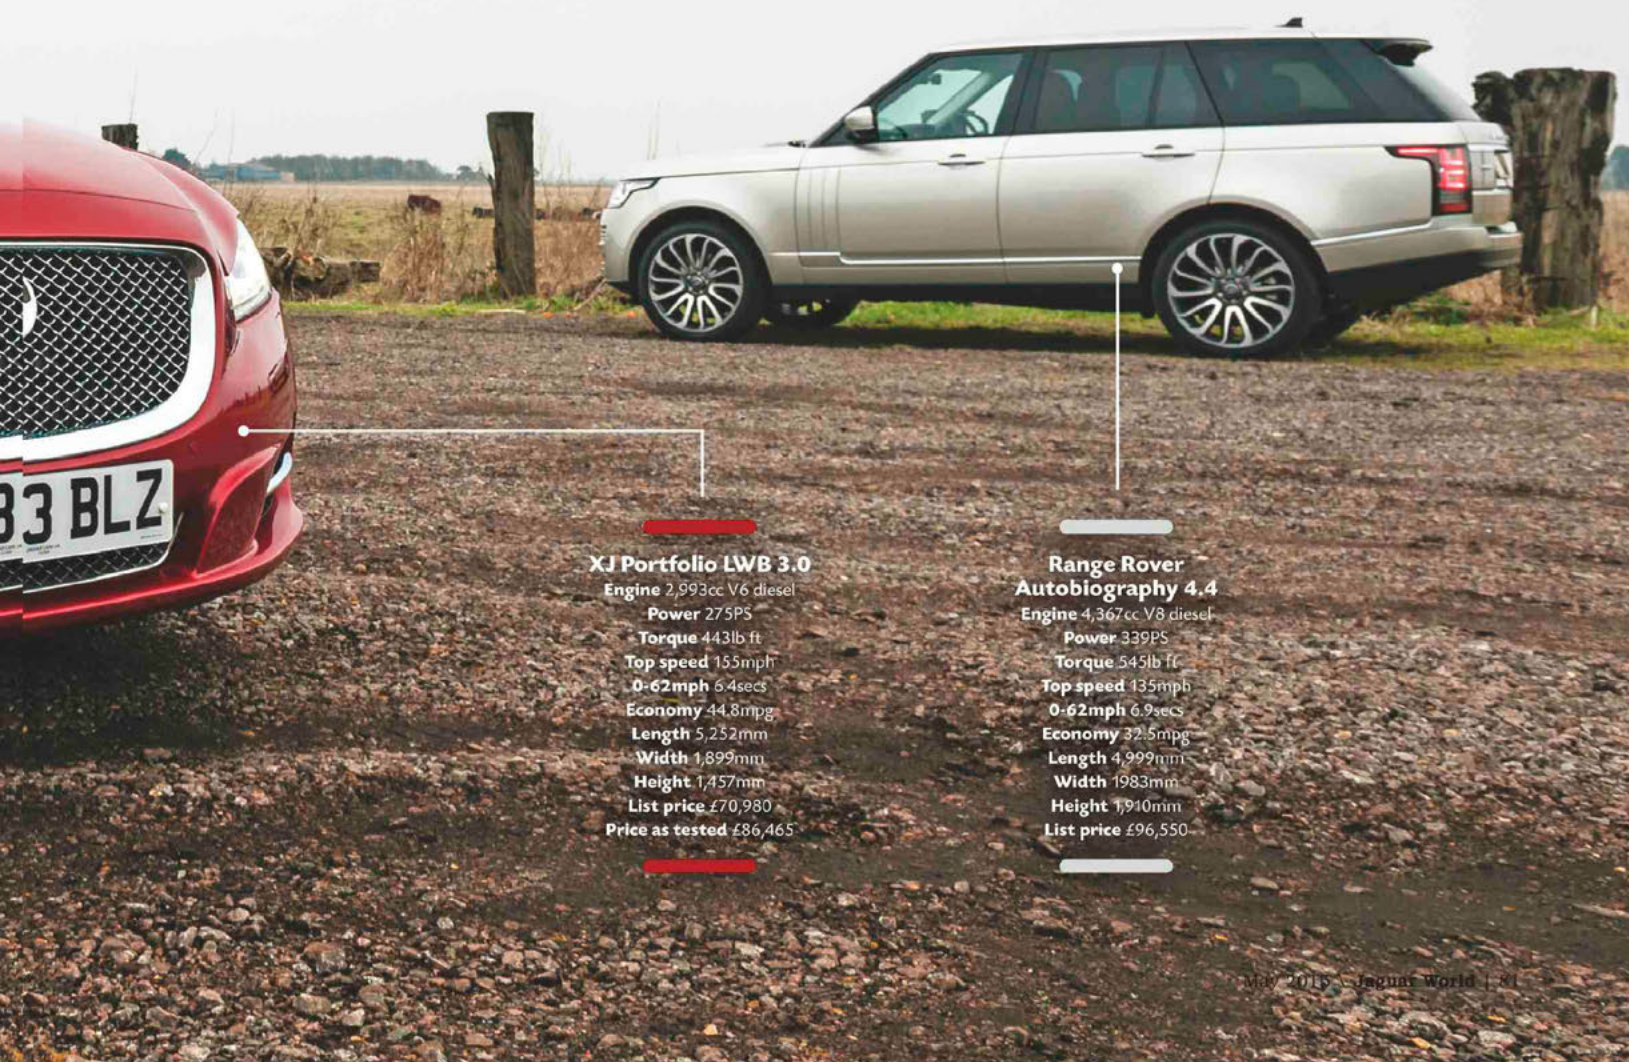 33 BLZ
XJ Portfolio LWB 3.0
Engine 2,993cc V6 diesel
Power 275PS
Torque 443lb ft
Top speed 155mph
0-62mph 6.4secs
Economy 44.8mpg
Length 5,252mm
Width 1,899mm
Height 1,457mm
List price £70,980
Price as tested £86,465
Range Rover
Autobiography 4.4
Engine 4,367cc V8 diesel
Power 339PS
Torque 545lb ft
Top speed 135mph
0-62mph 6.9secs
Economy 32.5mpg
Length 4,999mm
Width 1983mm
Height 1,910mm
List price £96,550
May \ Jaguar World | 81